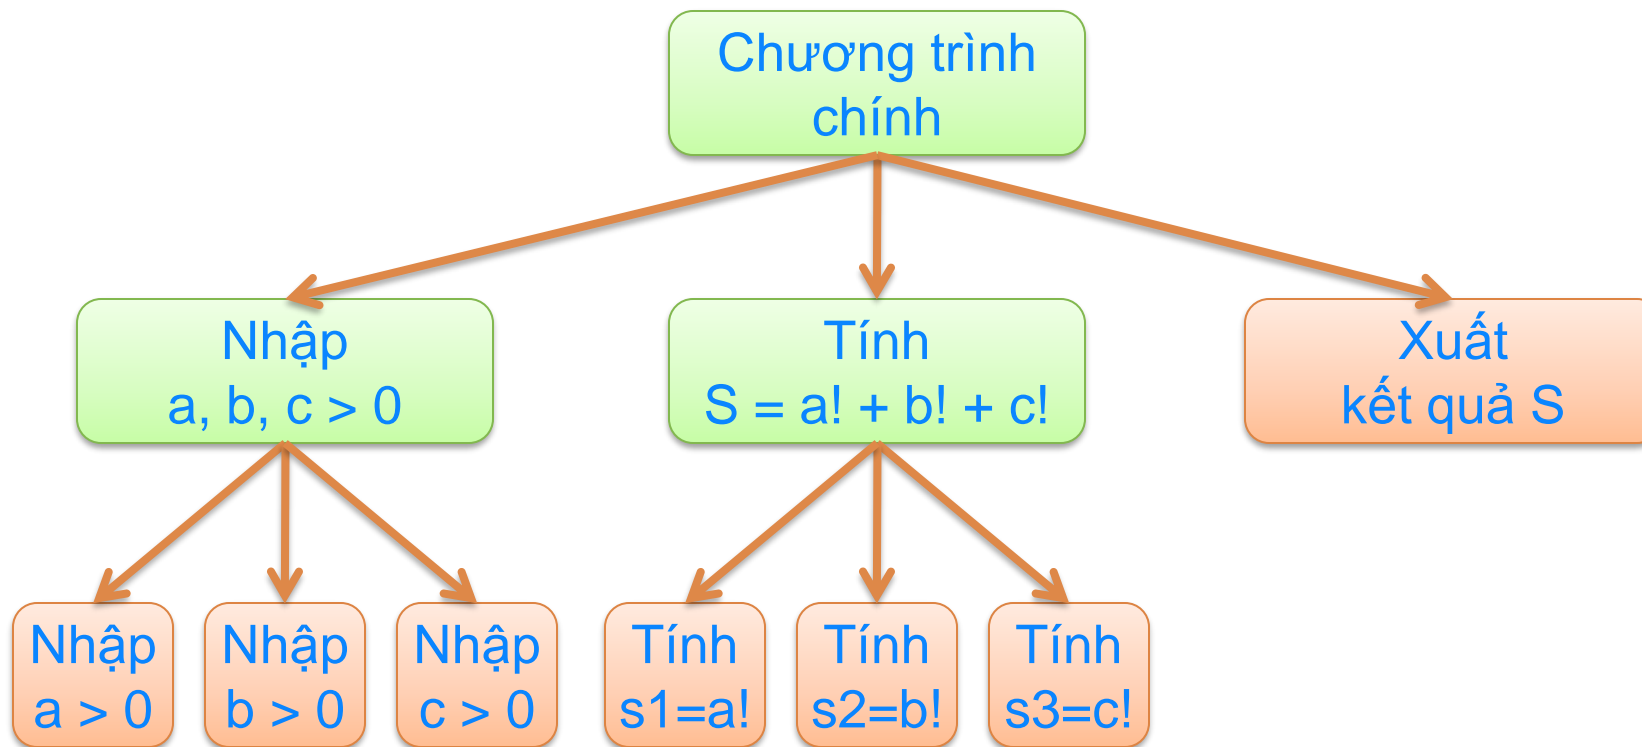 Chương trình
chính
Nhập
a, b, c > 0
Tính
S = a! + b! + c!
Xuất
kết quả S
Nhập
a > 0
Nhập
b > 0
Nhập
c > 0
Tính
s1=a!
Tính
s2=b!
Tính
s3=c!